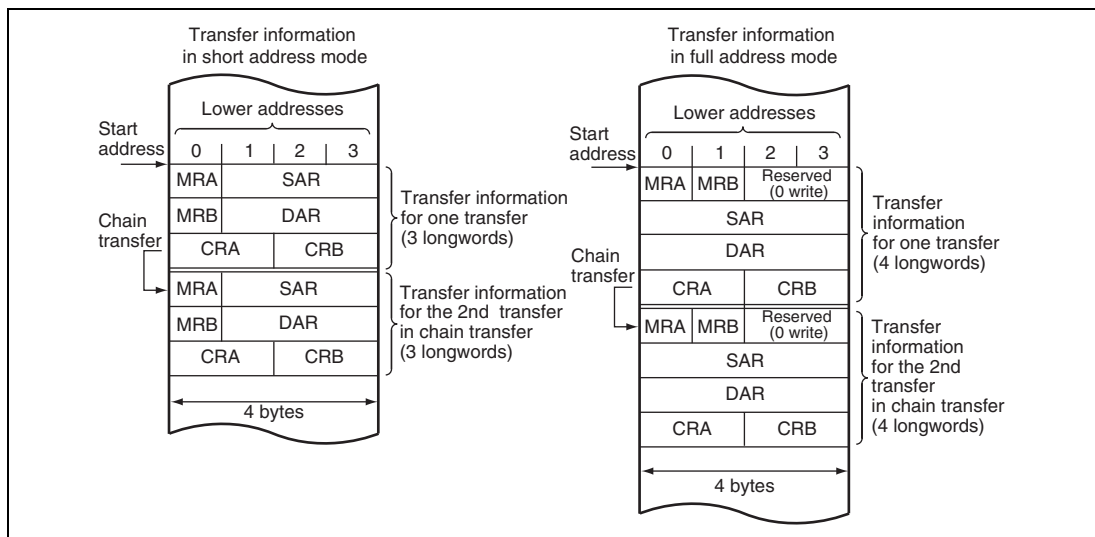 Transfer information
in short address mode
Lower addresses
Start
address
0 1 2 3
MRA SAR
MRB DAR
CRA CRB
Transfer information
for one transfer
(3 longwords)
Chain
transfer
MRA SAR
MRB DAR
CRA CRB
Transfer information
for the 2nd transfer
in chain transfer
(3 longwords)
4 bytes
Transfer information
in full address mode
Lower addresses
Start
address
0 1 2 3
MRA MRB Reserved
(0 write)
SAR
DAR
CRA CRB
Transfer
information
for one transfer
(4 longwords)
Chain
transfer
MRA MRB Reserved
(0 write)
SAR
DAR
CRA CRB
Transfer
information
for the 2nd
transfer
in chain transfer
(4 longwords)
4 bytes